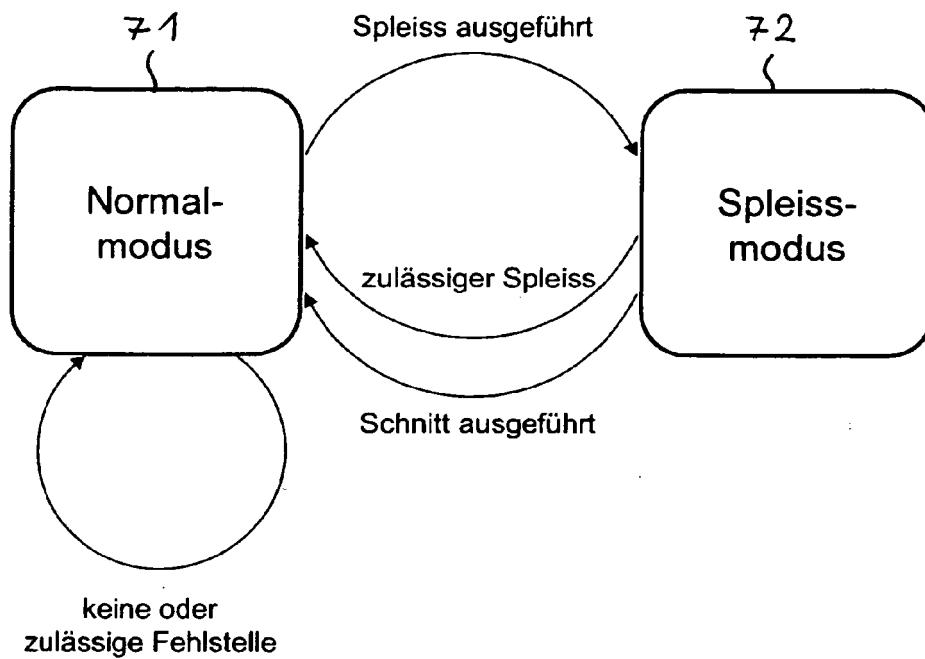 71
Spleiss ausgeführt
72
Normal-
modus
Spleiss-
modus
zulässiger Spleiss
Schnitt ausgeführt
keine oder
zulässige Fehlstelle